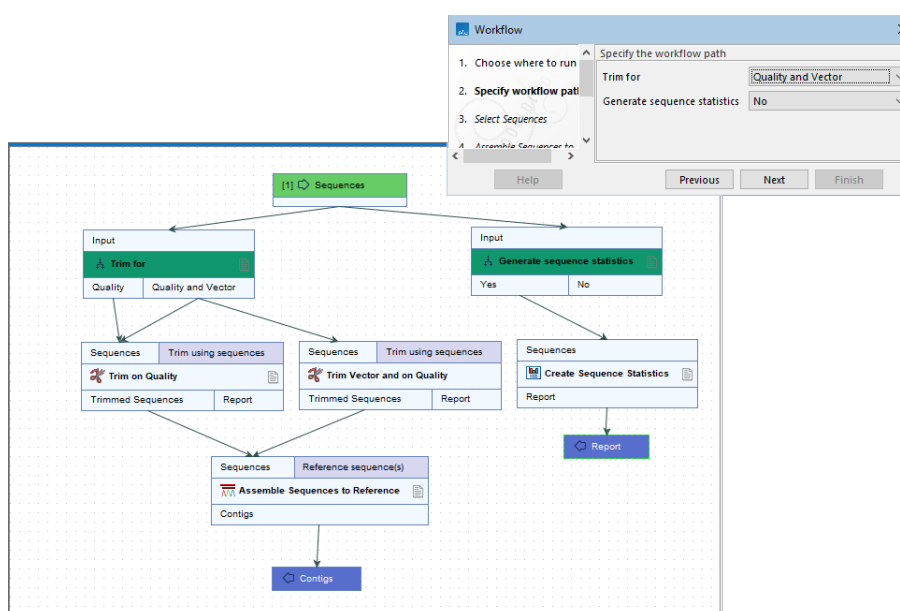 Workflow
1. Choose where to run
2. Specify workflow path
3. Select Sequences
4. Assemble Sequences to
Specify the workflow path
Trim for
Quality and Vector
Generate sequence statistics
No
Help
Previous
Next
Finish
[1] Sequences
Input
Trim for
Quality
Quality and Vector
Input
Generate sequence statistics
Yes
No
Sequences
Trim using sequences
Trim on Quality
Trimmed Sequences
Report
Sequences
Trim using sequences
Trim Vector and on Quality
Trimmed Sequences
Report
Sequences
Create Sequence Statistics
Report
Report
Sequences
Reference sequence(s)
Assemble Sequences to Reference
Contigs
Contigs